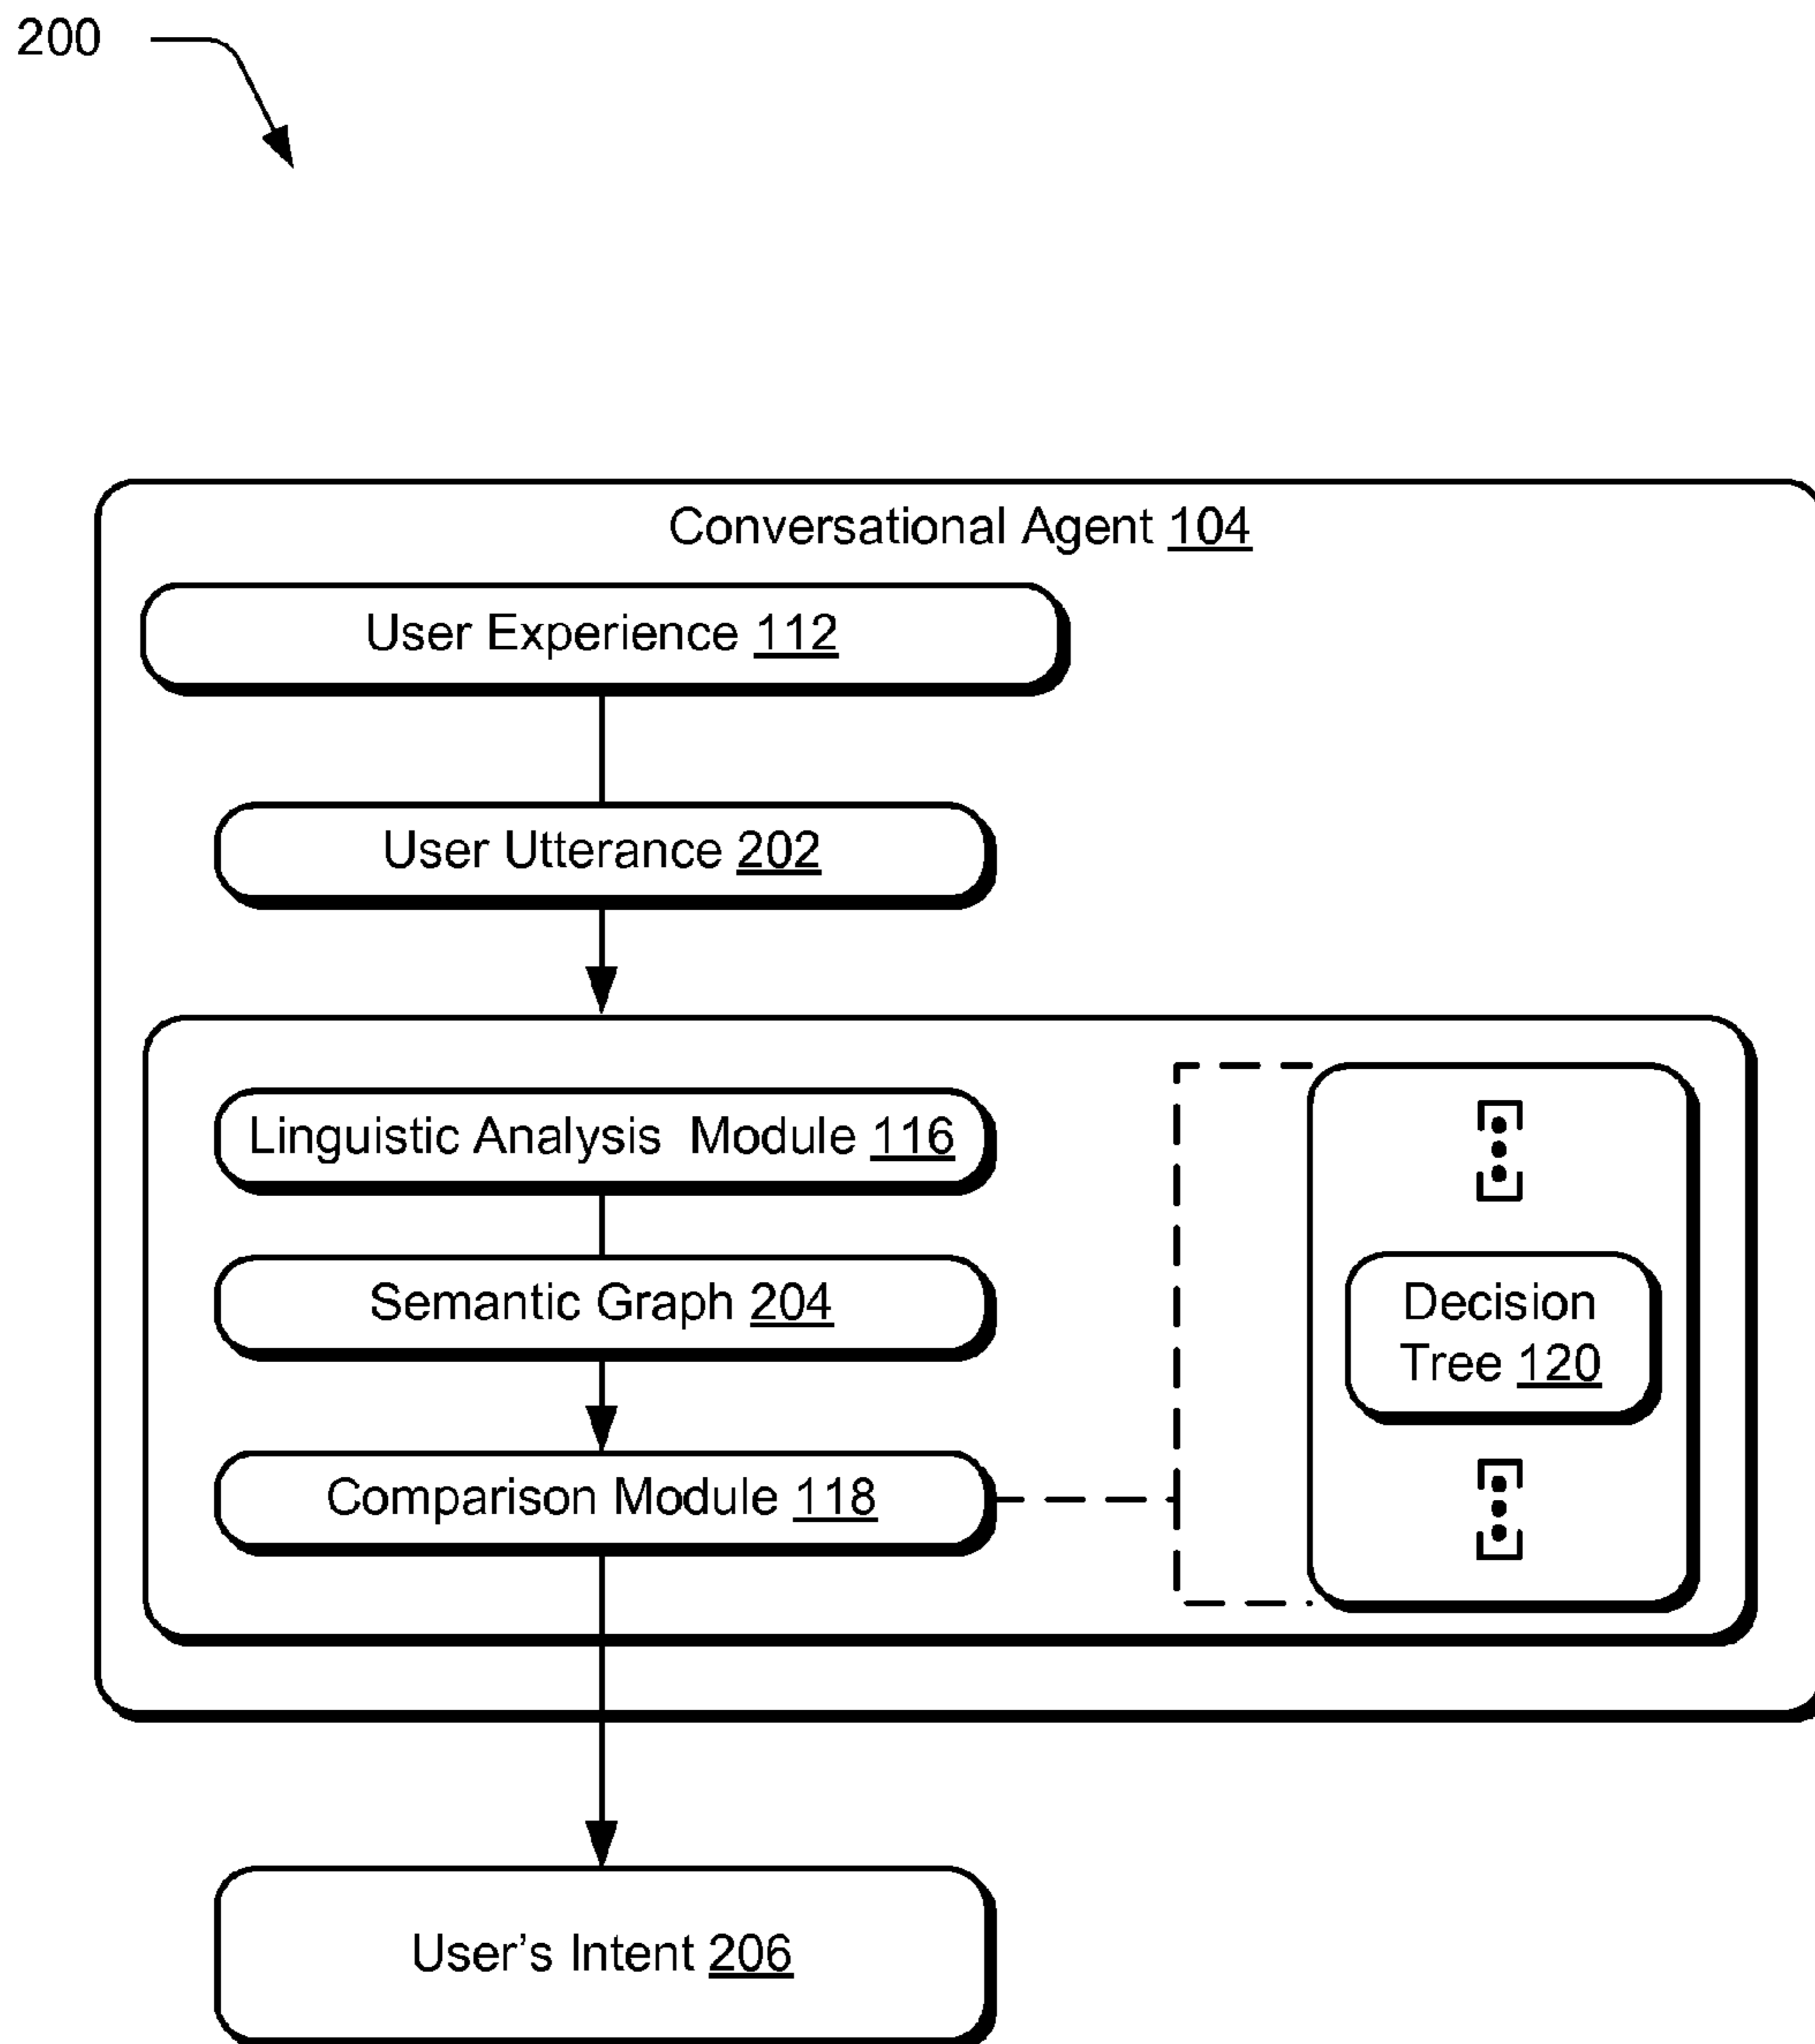 200
Conversational Agent 104
User Experience 112
User Utterance 202
Linguistic Analysis Module 116
Semantic Graph 204
Decision
Tree 120
Comparison Module 118
User's Intent 206